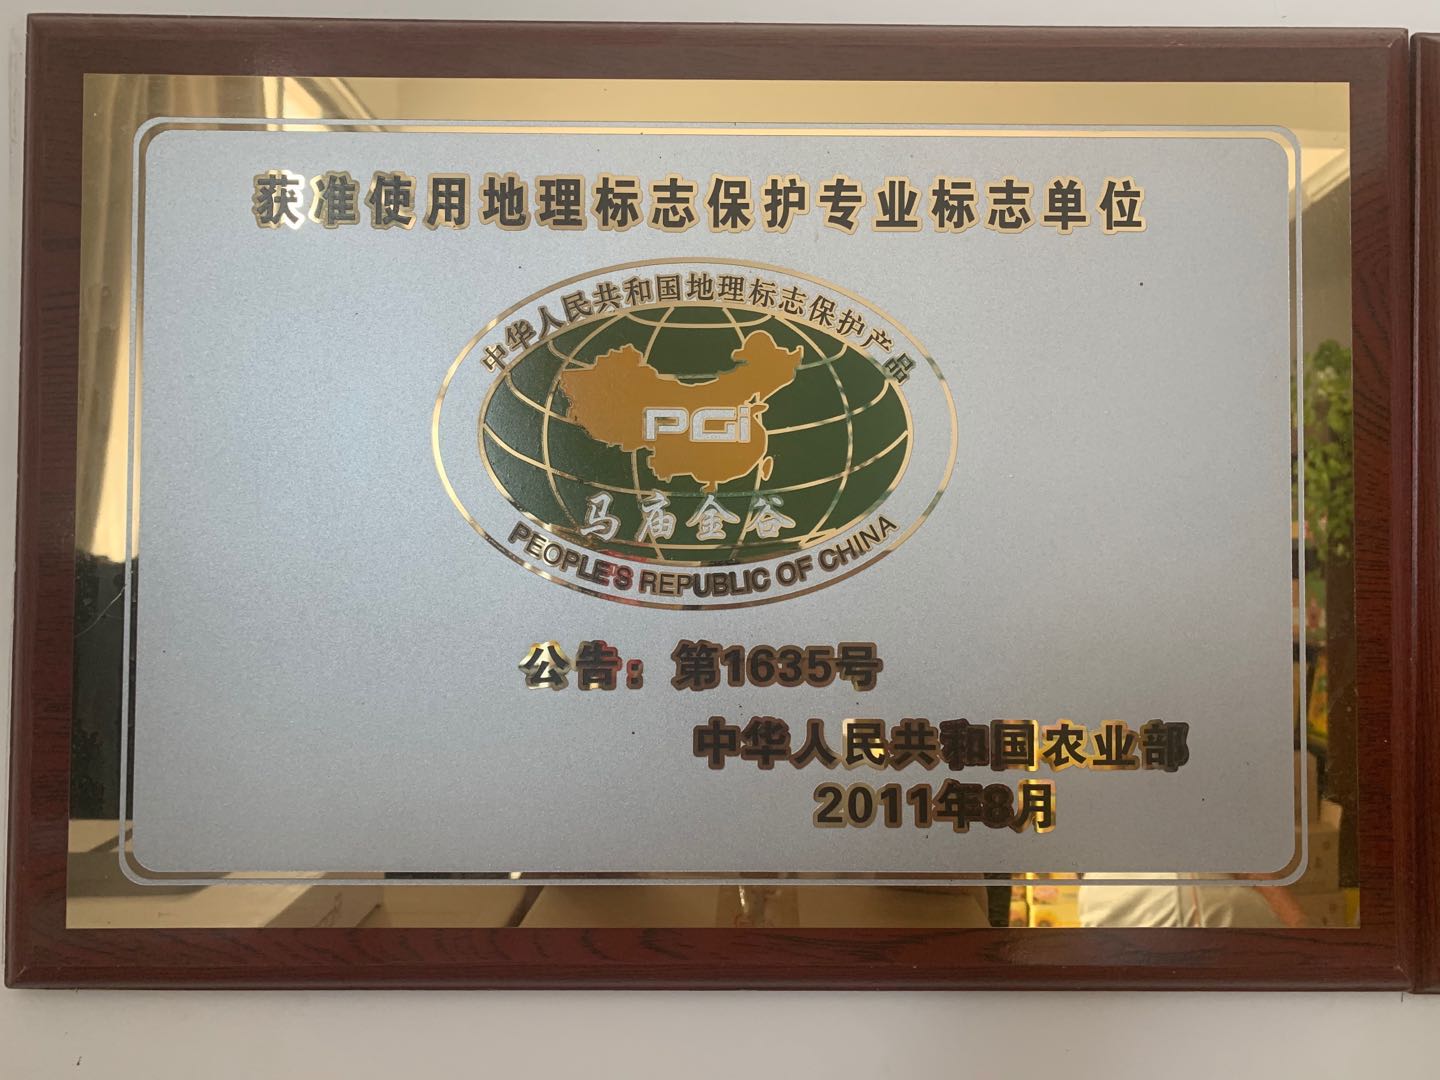 获准使用地理标志保护专业标志单位
中华人民共和国地理标志保护产品
PGi
马庙金谷
PEOPLE'S REPUBLIC OF CHINA
公告：第1635号
中华人民共和国农业部
2011年8月